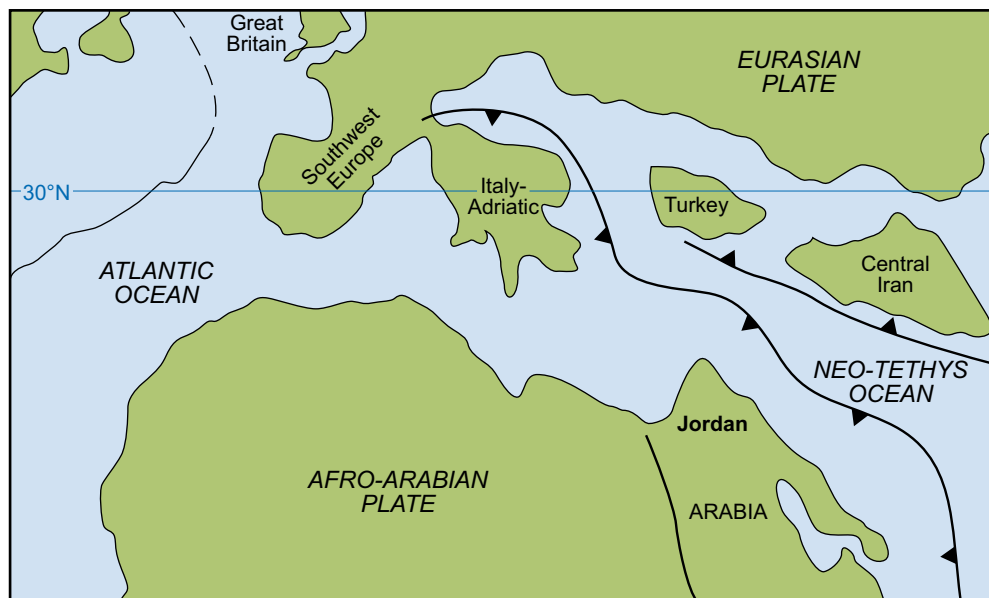 Great
Britain
EURASIAN
PLATE
Southwest
Europe
30°N
Italy-
Adriatic
Turkey
ATLANTIC
OCEAN
Central
Iran
NEO-TETHYS
OCEAN
Jordan
AFRO-ARABIAN
PLATE
ARABIA